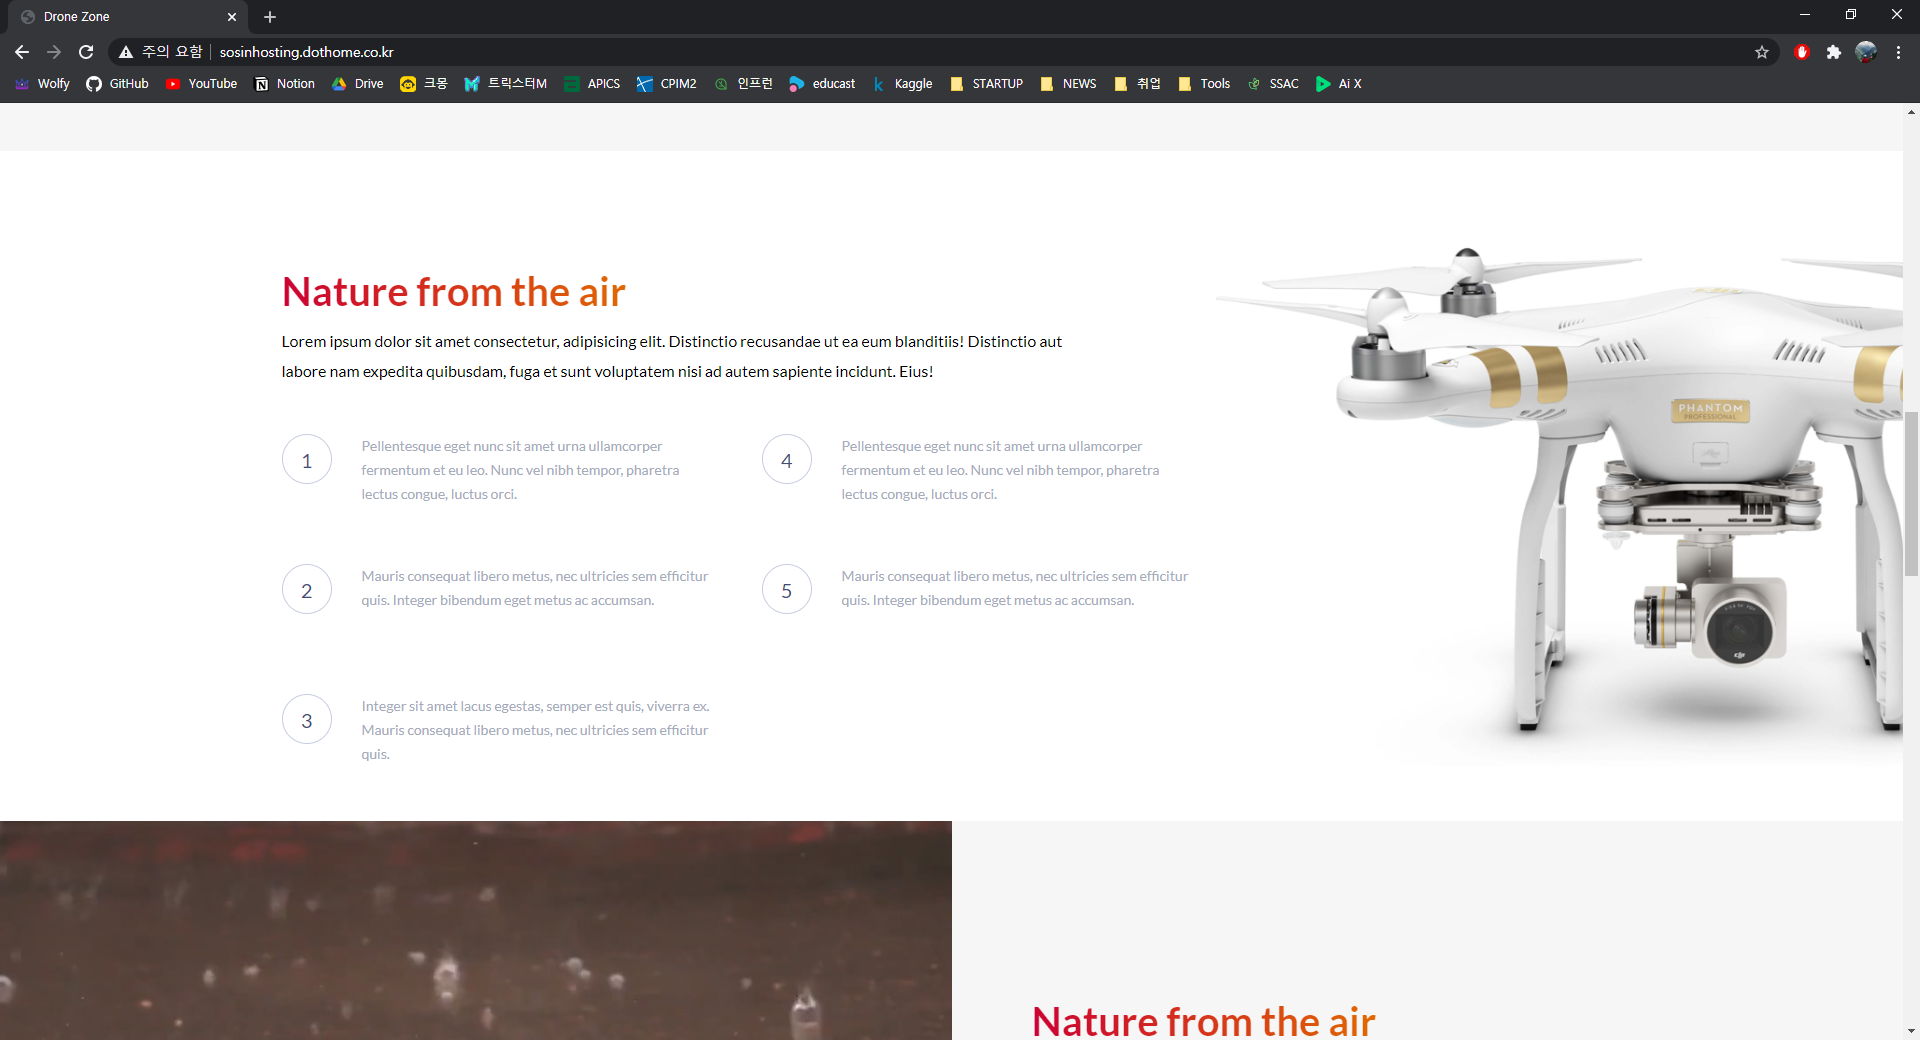 Drone Zone
주의 요함 sosinhosting.dothome.co.kr
Wolfy GitHub YouTube Notion Drive 크몽 트릭스터M APICS CPIM2 인프런 educast Kaggle STARTUP NEWS 취업 Tools SSAC Ai X
Nature from the air
Lorem ipsum dolor sit amet consectetur, adipisicing elit. Distinctio recusandae ut ea eum blanditiis! Distinctio aut
labore nam expedita quibusdam, fuga et sunt voluptatem nisi ad autem sapiente incidunt. Eius!
1
Pellentesque eget nunc sit amet urna ullamcorper
fermentum et eu leo. Nunc vel nibh tempor, pharetra
lectus congue, luctus orci.
2
Mauris consequat libero metus, nec ultricies sem efficitur
quis. Integer bibendum eget metus ac accumsan.
3
Integer sit amet lacus egestas, semper est quis, viverra ex.
Mauris consequat libero metus, nec ultricies sem efficitur
quis.
4
Pellentesque eget nunc sit amet urna ullamcorper
fermentum et eu leo. Nunc vel nibh tempor, pharetra
lectus congue, luctus orci.
5
Mauris consequat libero metus, nec ultricies sem efficitur
quis. Integer bibendum eget metus ac accumsan.
PHANTOM
PROFESSIONAL
dji
Nature from the air